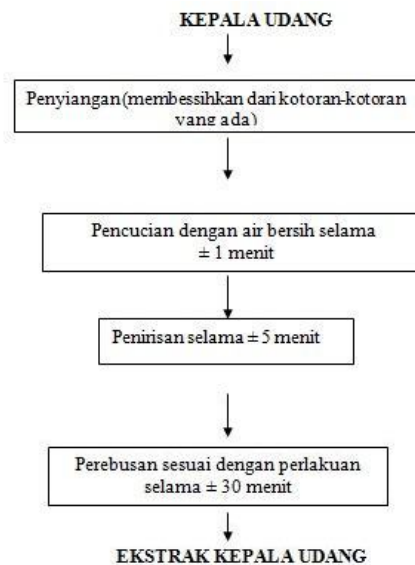 KEPALA UDANG
Penyiangan(membessihkan dari kotoran-kotoran
yang ada)
Pencucian dengan air bersih selama
± 1 menit
Penirisan selama ± 5 menit
Perebusan sesuai dengan perlakuan
selama ± 30 menit
EKSTRAK KEPALA UDANG